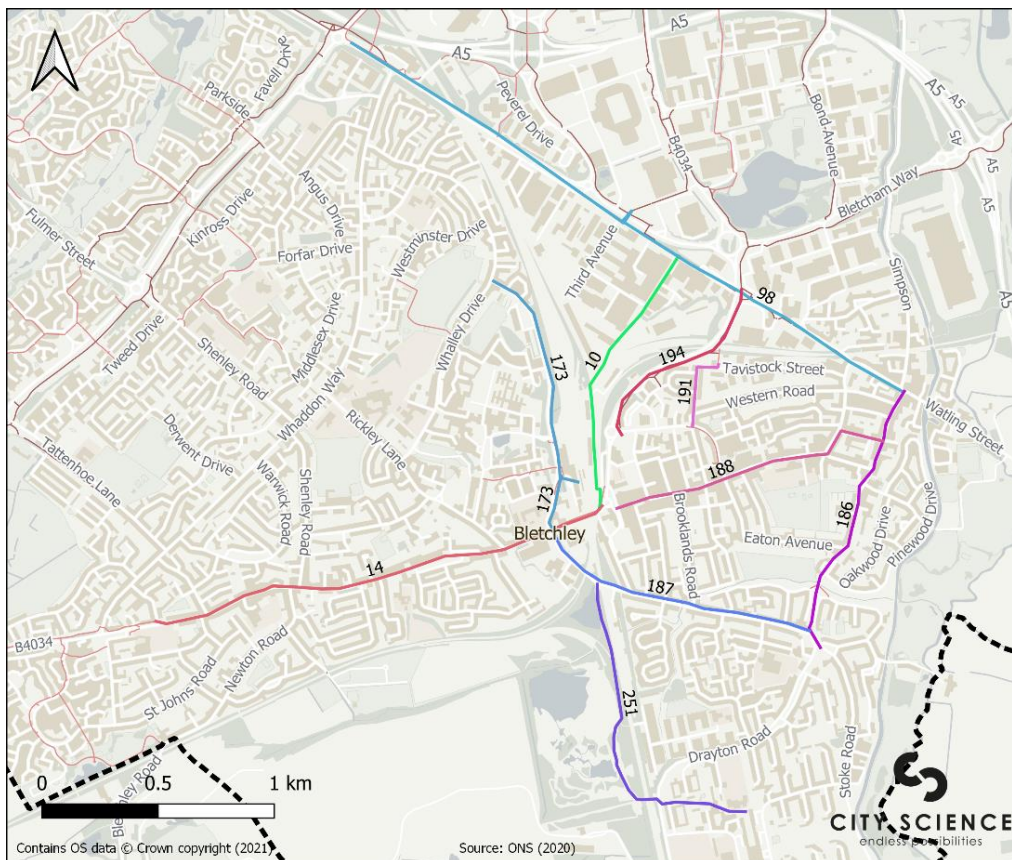 A5
A5
A5
A5
A5
A5
A5
Favell Drive
Parkside
Peverel Drive
B4034
Bond Avenue
Bletcham Way
Angus Drive
Kinross Drive
Fulmer Street
Forfar Drive
Westminster Drive
Third Avenue
Simpson
98
Tweed Drive
Shenley Road
Middlesex Drive
Whalley Drive
173
10
194
Tavistock Street
191
Western Road
Watling Street
Whaddon Way
Rickley Lane
Derwent Drive
Tattenhoe Lane
Warwick Road
Shenley Road
173
188
Brooklands Road
186
Bletchley
Eaton Avenue
Oakwood Drive
Pinewood Drive
14
187
B4034
Newton Road
St Johns Road
251
Drayton Road
Stoke Road
Bletchley Road
0 0.5 1 km
CITY SCIENCE
endless possibilities
Contains OS data © Crown copyright (2021)
Source: ONS (2020)